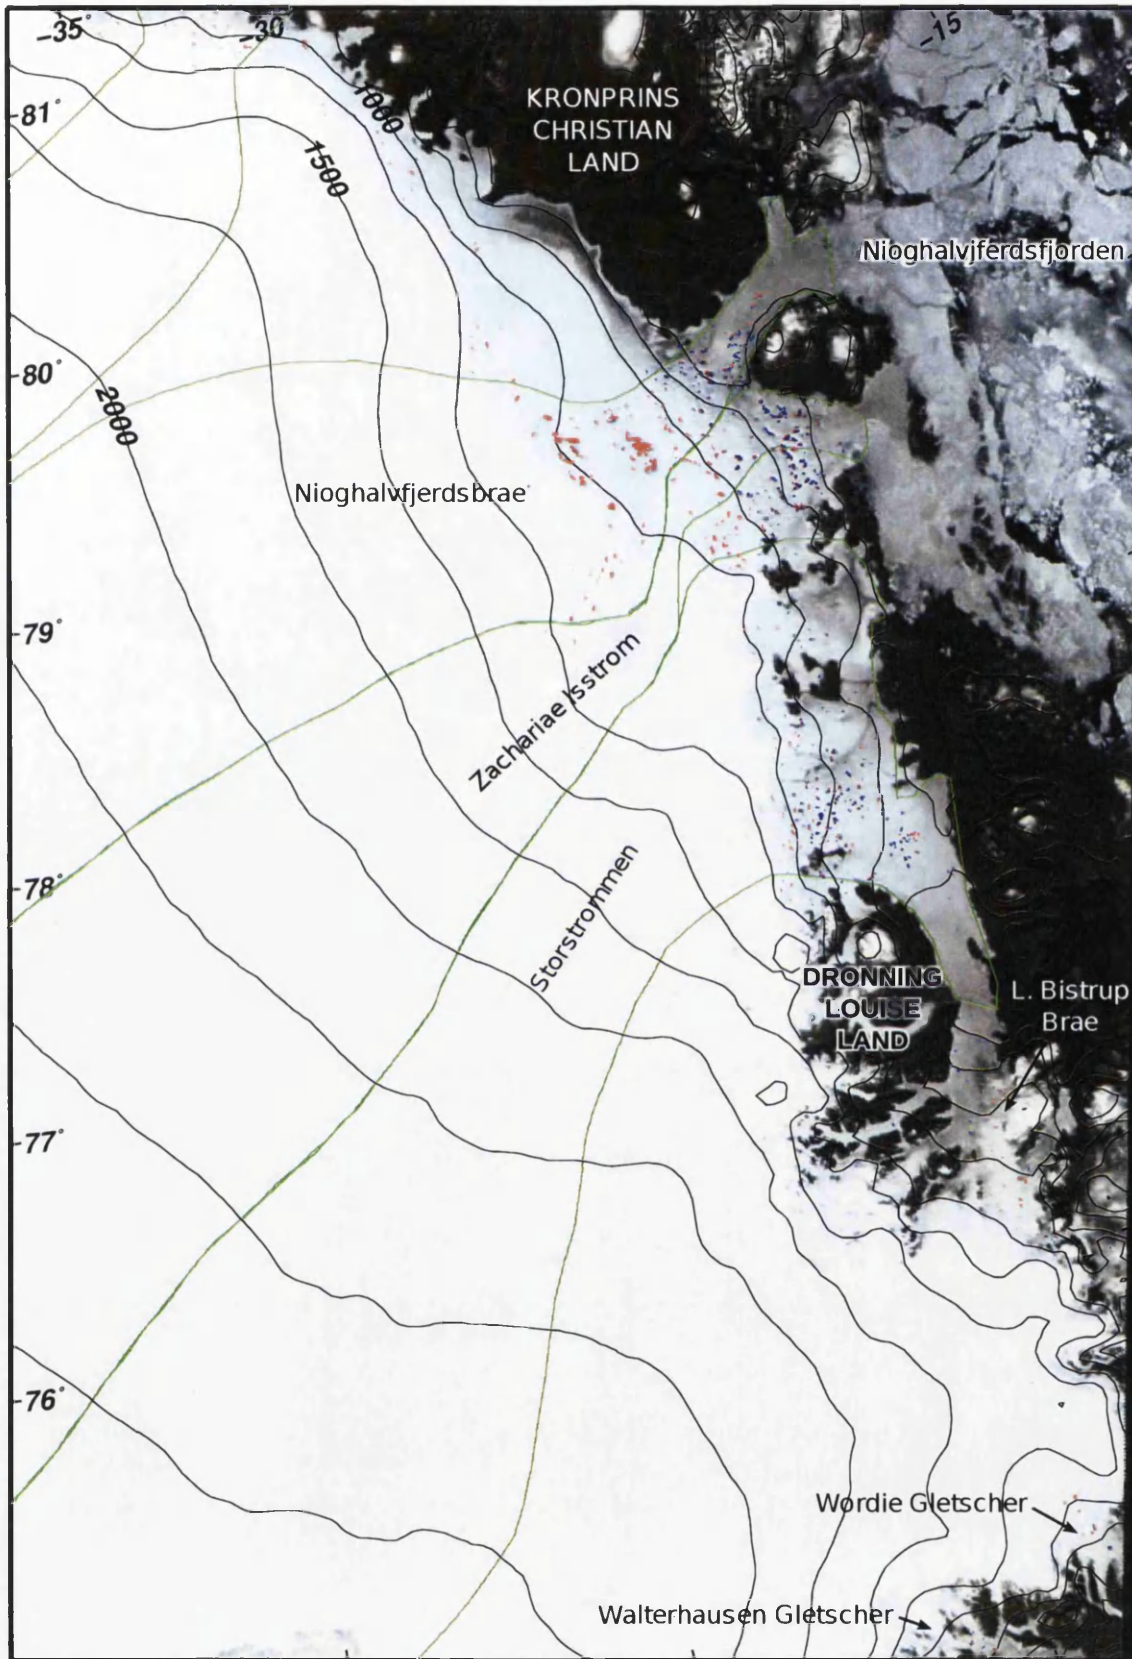 -35
-30
-15
1000
KRONPRINS
CHRISTIAN
LAND
81°
1500
Nioghalvjferdsfjorden
80°
2000
Nioghalvfjerdsbrae
79°
Zachariae Isstrom
78°
Storstrommen
DRONNING
LOUISE
LAND
L. Bistrup
Brae
77°
76°
Wordie Gletscher
Walterhausen Gletscher